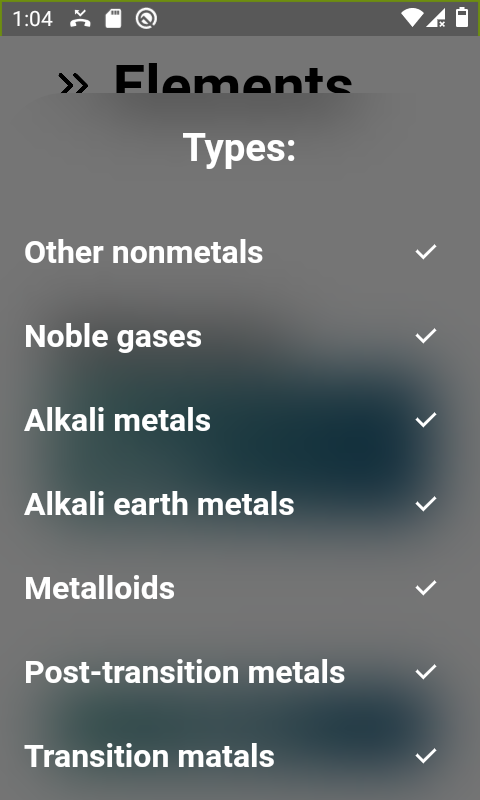 1:04
Elements
Types:
Other nonmetals
Noble gases
Alkali metals
Alkali earth metals
Metalloids
Post-transition metals
Transition matals